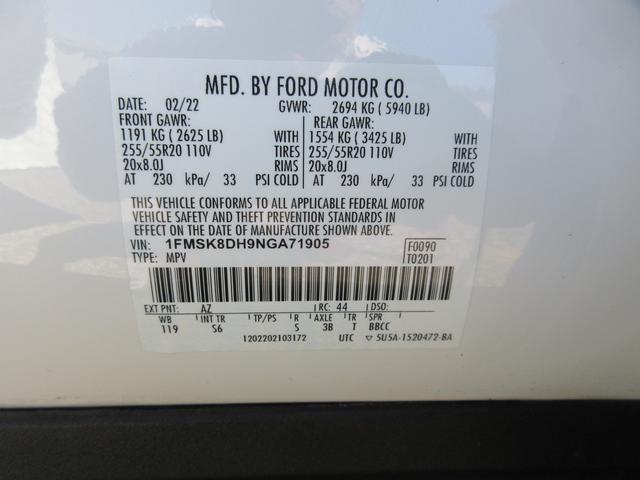 MFD. BY FORD MOTOR CO.
DATE: 02/22 GVWR: 2694 KG ( 5940 LB)
FRONT GAWR: REAR GAWR:
1191 KG ( 2625 LB) WITH 1554 KG ( 3425 LB) WITH
255/55R20 110V TIRES 255/55R20 110V TIRES
20x8.0J RIMS 20x8.0J RIMS
AT 230 kPa/ 33 PSI COLD AT 230 kPa/ 33 PSI COLD
THIS VEHICLE CONFORMS TO ALL APPLICABLE FEDERAL MOTOR
VEHICLE SAFETY AND THEFT PREVENTION STANDARDS IN
EFFECT ON THE DATE OF MANUFACTURE SHOWN ABOVE.
VIN: 1FMSK8DH9NGA71905 F0090
TYPE: MPV T0201
EXT PNT: AZ RC: 44 DSO:
WB INT TR TP/PS R AXLE TR SPR
119 S6 S 3B T BBCC
1202202103172 UTC ▽ 5U5A-1520472-BA